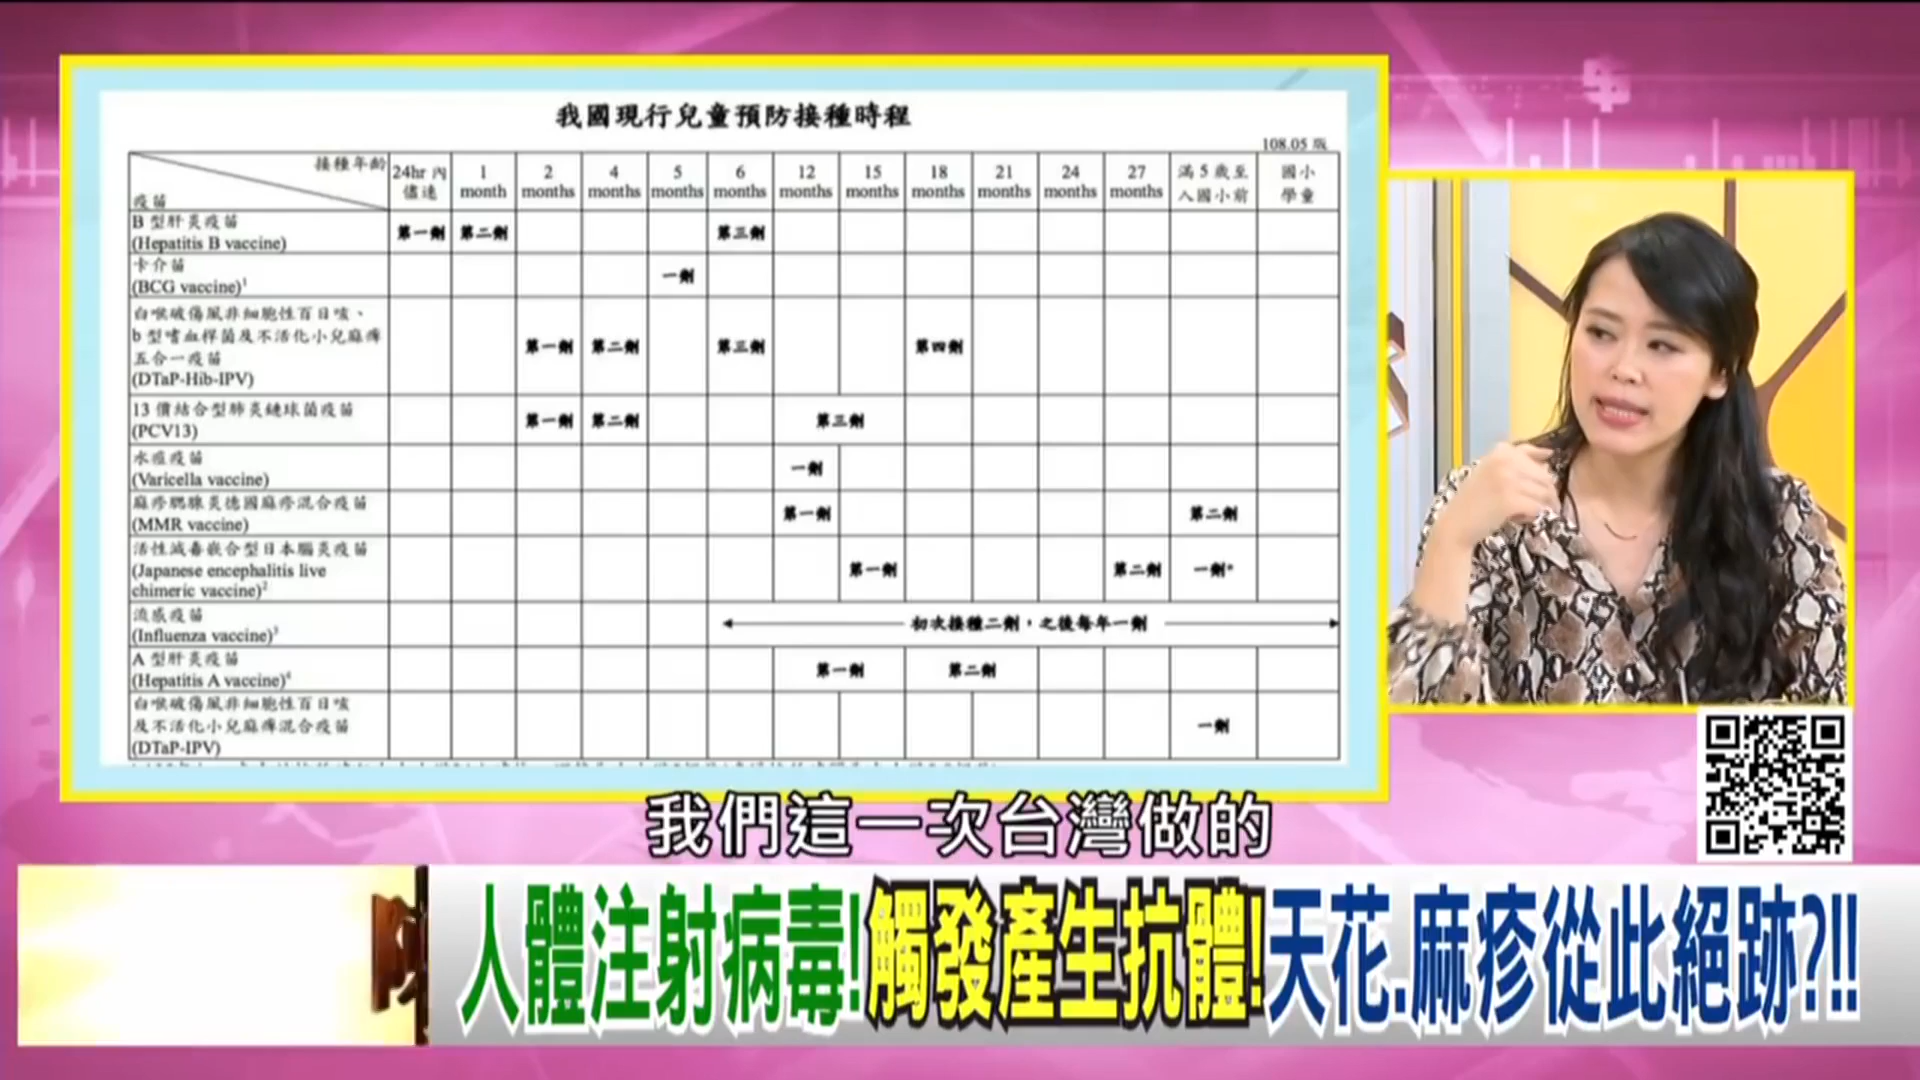 我國現行兒童預防接種時程
108.05 版
接種年齡
疫苗
24hr 內
儘速
1
month
2
months
4
months
5
months
6
months
12
months
15
months
18
months
21
months
24
months
27
months
滿 5 歲至
入國小前
國小
學童
B 型肝炎疫苗
(Hepatitis B vaccine)
第一劑 第二劑 第三劑
卡介苗
(BCG vaccine)1
一劑
白喉破傷風非細胞性百日咳、
b 型嗜血桿菌及不活化小兒麻痺
五合一疫苗
(DTaP-Hib-IPV)
第一劑 第二劑 第三劑 第四劑
13 價結合型肺炎鏈球菌疫苗
(PCV13)
第一劑 第二劑 第三劑
水痘疫苗
(Varicella vaccine)
一劑
麻疹腮腺炎德國麻疹混合疫苗
(MMR vaccine)
第一劑 第二劑
活性減毒嵌合型日本腦炎疫苗
(Japanese encephalitis live
chimeric vaccine)2
第一劑 第二劑 一劑*
流感疫苗
(Influenza vaccine)3
初次接種二劑，之後每年一劑
A 型肝炎疫苗
(Hepatitis A vaccine)4
第一劑 第二劑
白喉破傷風非細胞性百日咳
及不活化小兒麻痺混合疫苗
(DTaP-IPV)
一劑
我們這一次台灣做的
人體注射病毒!觸發產生抗體!天花.麻疹從此絕跡?!!